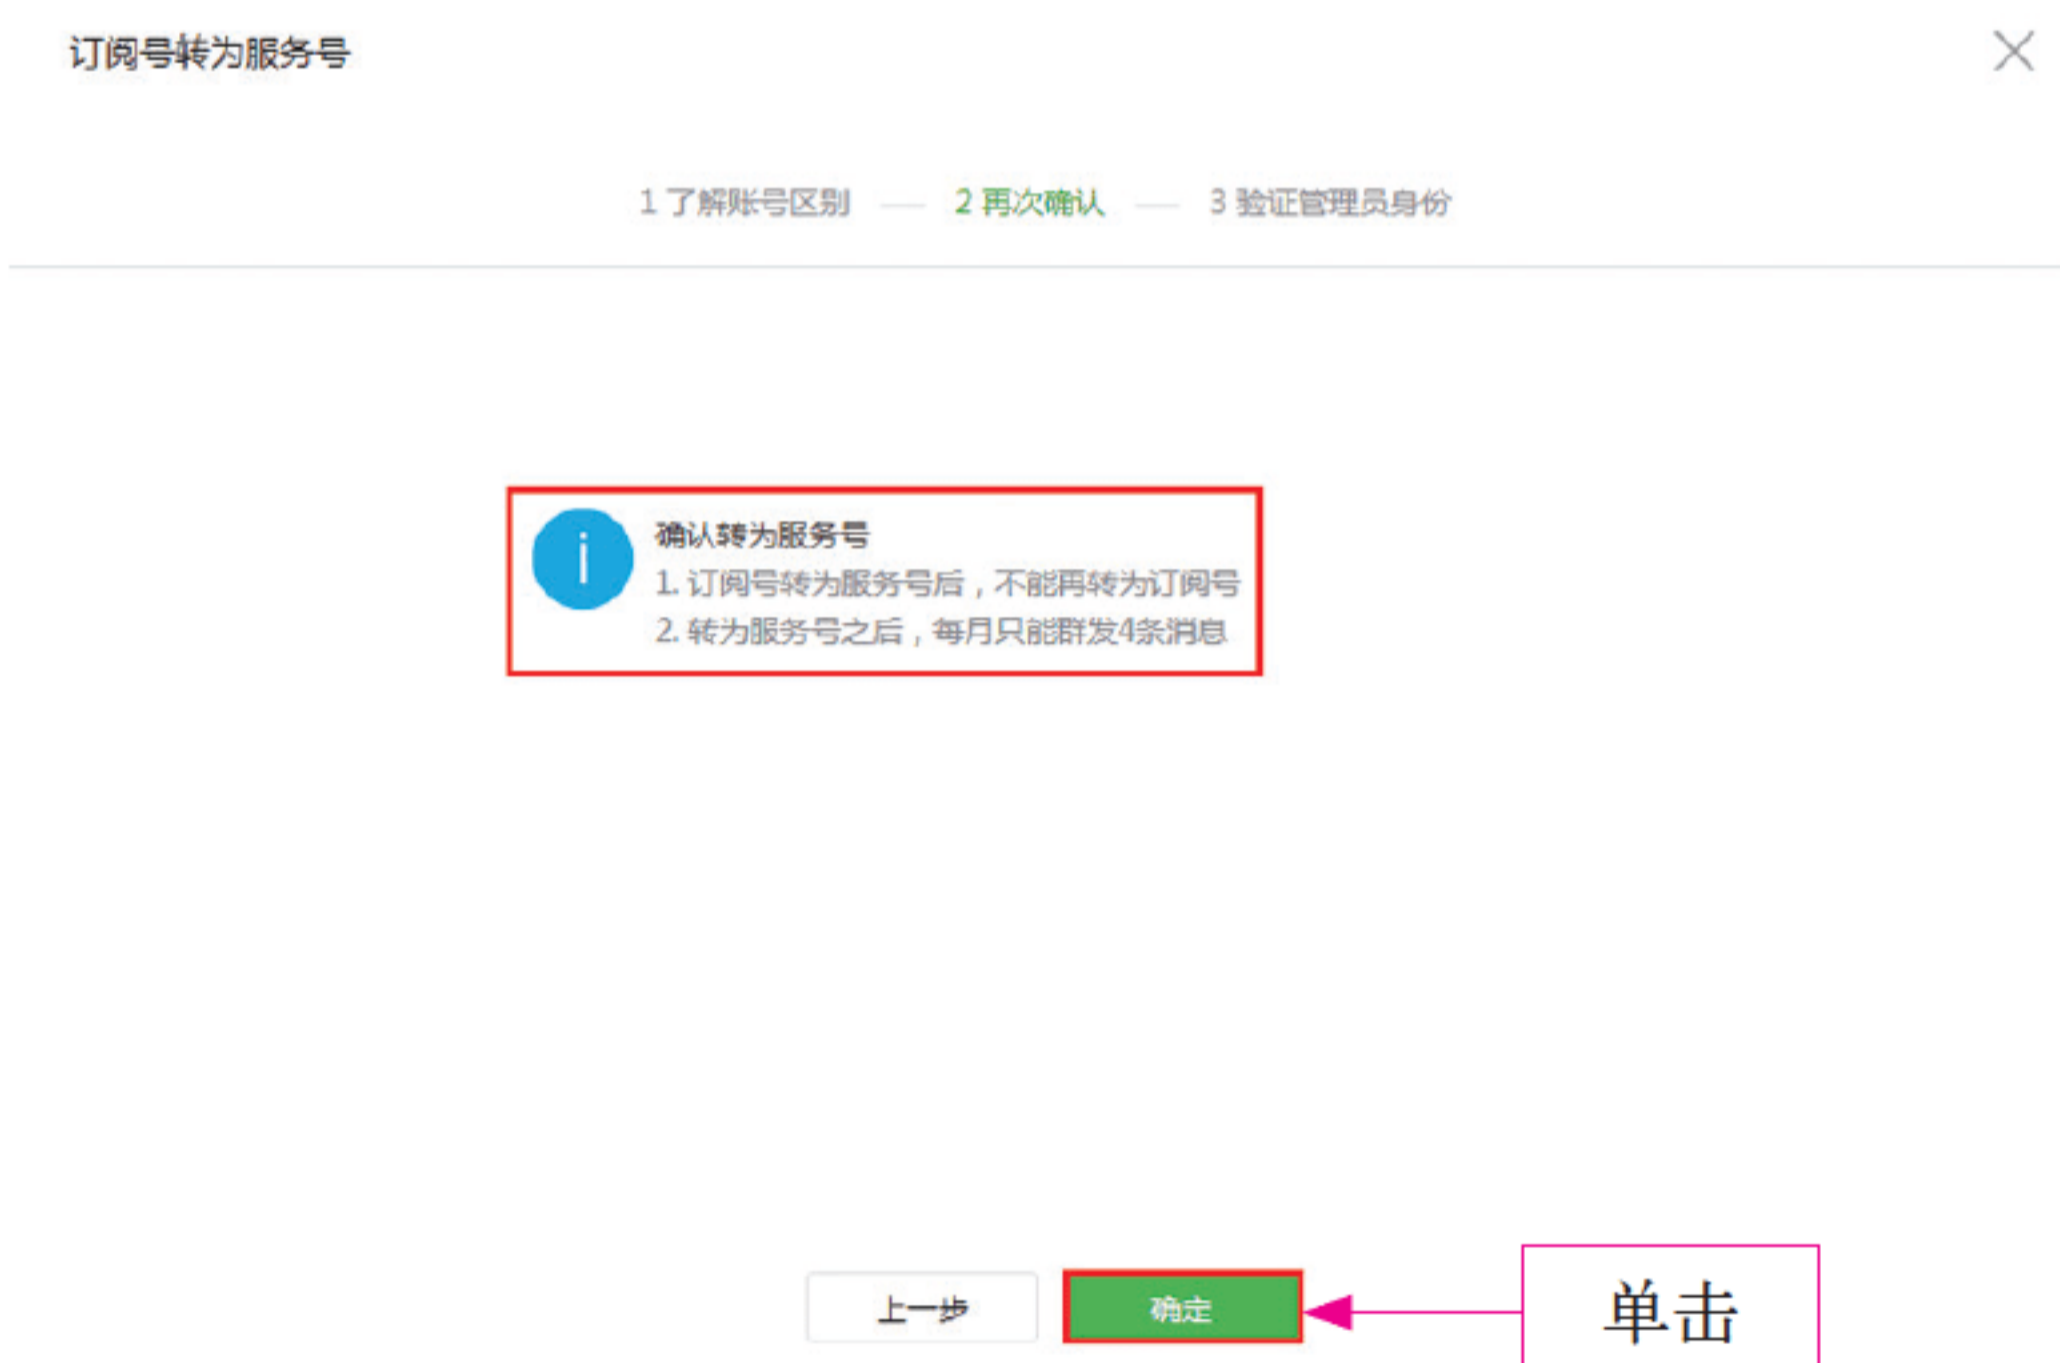 订阅号转为服务号
1 了解账号区别 — 2 再次确认 — 3 验证管理员身份
确认转为服务号
1. 订阅号转为服务号后，不能再转为订阅号
2. 转为服务号之后，每月只能群发4条消息
上一步 确定 单击